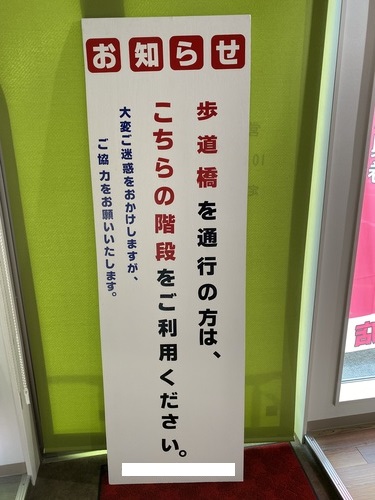 お知らせ
歩道橋を通行の方は、
こちらの階段をご利用ください。
大変ご迷惑をおかけしますが、
ご協力をお願いいたします。